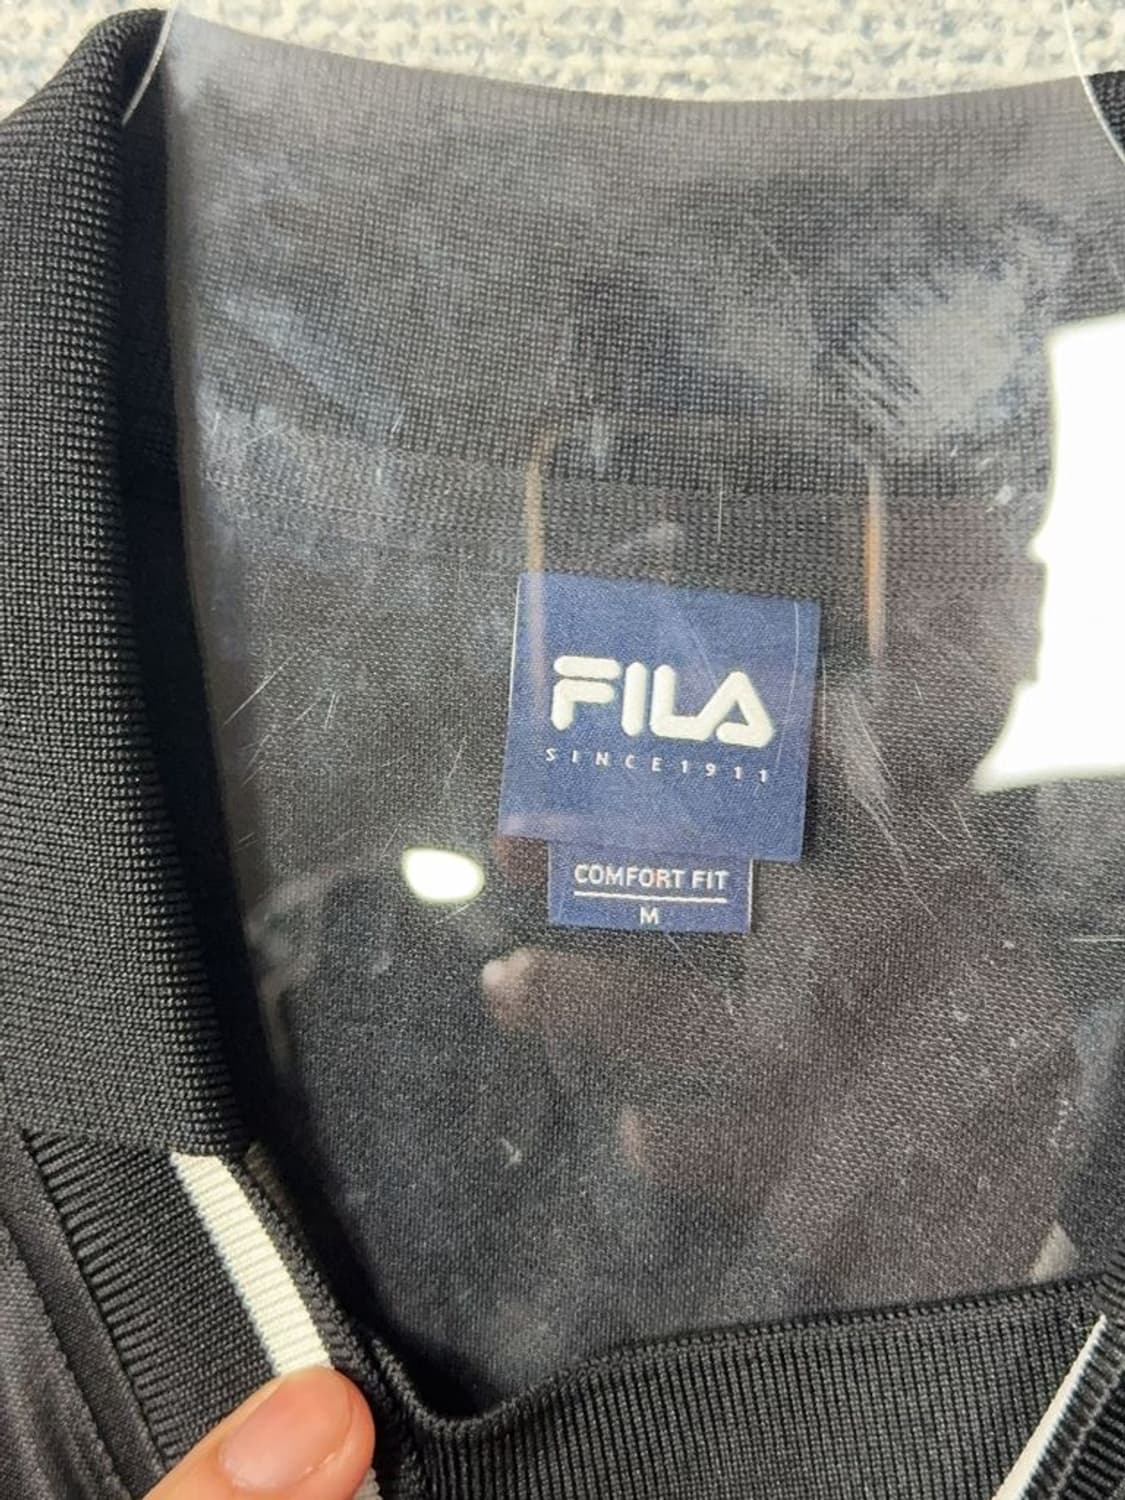 FILA
SINCE1911
COMFORT FIT
M